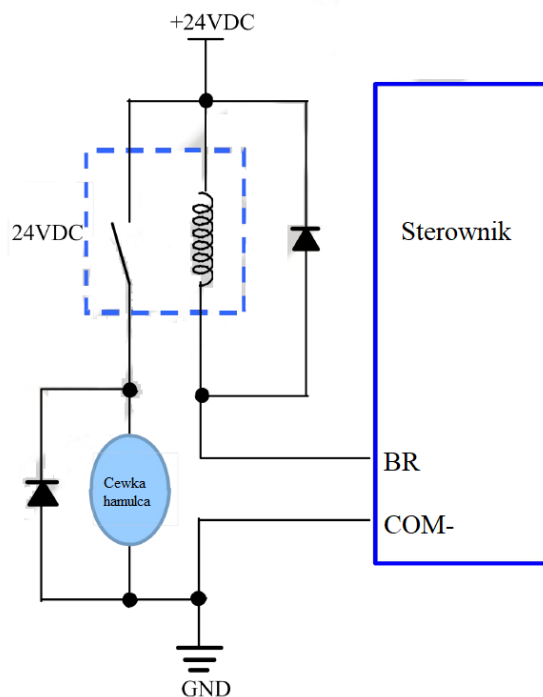 +24VDC
24VDC
Sterownik
BR
Cewka
hamulca
COM-
GND